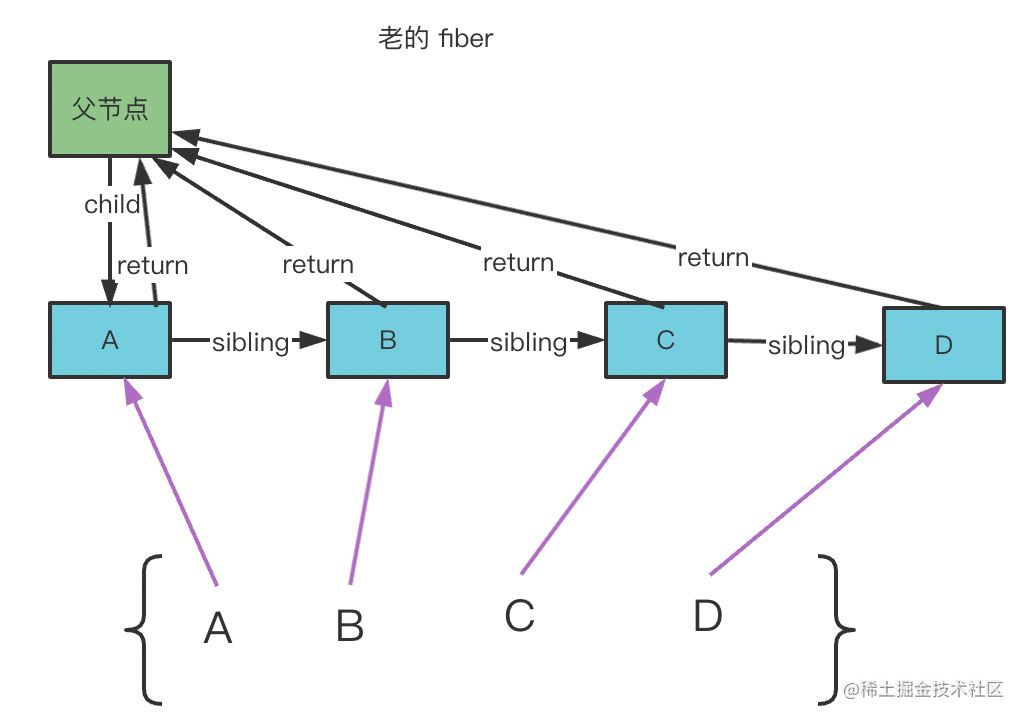 老的 fiber
父节点
child
return
return
return
return
A
sibling
B
sibling
C
sibling
D
A
B
C
D
@稀土掘金技术社区